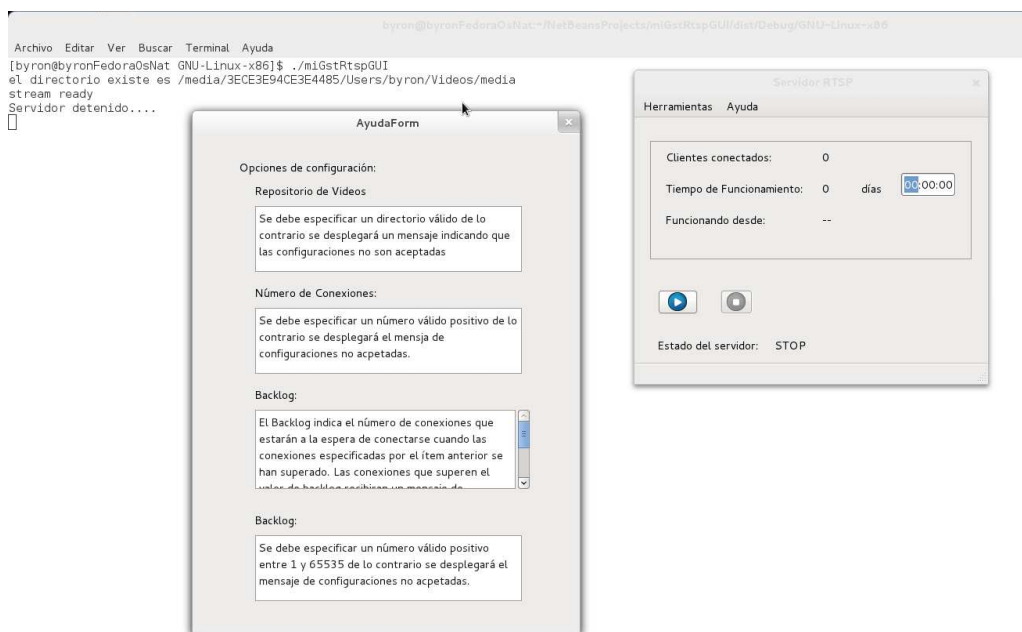 byron@byronFedoraOsNat:~/NetBeansProjects/miGstRtspGUI/dist/Debug/GNU-Linux-x86
Archivo Editar Ver Buscar Terminal Ayuda
[byron@byronFedoraOsNat GNU-Linux-x86]$ ./miGstRtspGUI
el directorio existe es /media/3ECE3E94CE3E4485/Users/byron/Videos/media
stream ready
Servidor detenido....
AyudaForm
Opciones de configuración:
Repositorio de Videos
Se debe especificar un directorio válido de lo
contrario se desplegará un mensaje indicando que
las configuraciones no son aceptadas
Número de Conexiones:
Se debe especificar un número válido positivo de lo
contrario se desplegará el mensja de
configuraciones no acpetadas.
Backlog:
El Backlog indica el número de conexiones que
estarán a la espera de conectarse cuando las
conexiones especificadas por el ítem anterior se
han superado. Las conexiones que superen el
valor de backlog recibiran un mensaje de
Backlog:
Se debe especificar un número válido positivo
entre 1 y 65535 de lo contrario se desplegará el
mensaje de configuraciones no acpetadas.
Servidor RTSP
Herramientas Ayuda
Clientes conectados: 0
Tiempo de Funcionamiento: 0 días 00:00:00
Funcionando desde: --
Estado del servidor: STOP